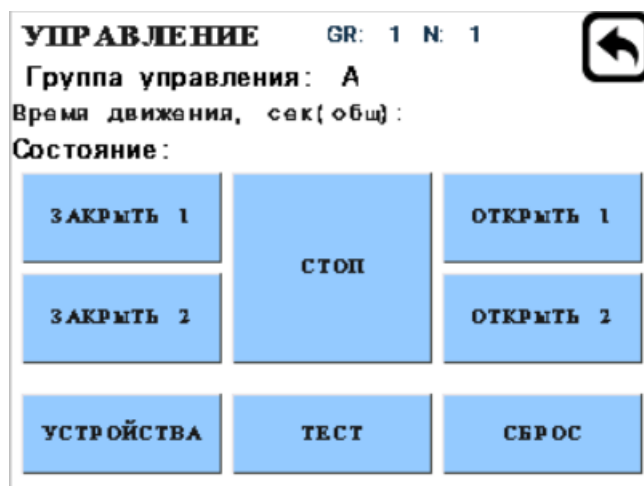 УПРАВЛЕНИЕ GR: 1 N: 1
Группа управления: A
Время движения, сек(общ):
Состояние:
ЗАКРЫТЬ 1
СТОП
ОТКРЫТЬ 1
ЗАКРЫТЬ 2
ОТКРЫТЬ 2
УСТРОЙСТВА
ТЕСТ
СБРОС